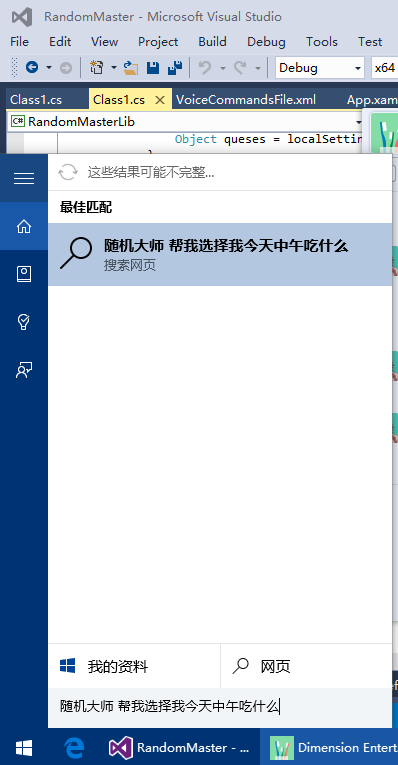 RandomMaster - Microsoft Visual Studio
File Edit View Project Build Debug Tools Test
Debug x64
Class1.cs Class1.cs VoiceCommandsFile.xml App.xam
C# RandomMasterLib
Object queses = localSettin
}
这些结果可能不完整...
最佳匹配
随机大师 帮我选择我今天中午吃什么
搜索网页
我的资料 网页
随机大师 帮我选择我今天中午吃什么
RandomMaster - ... Dimension Entert